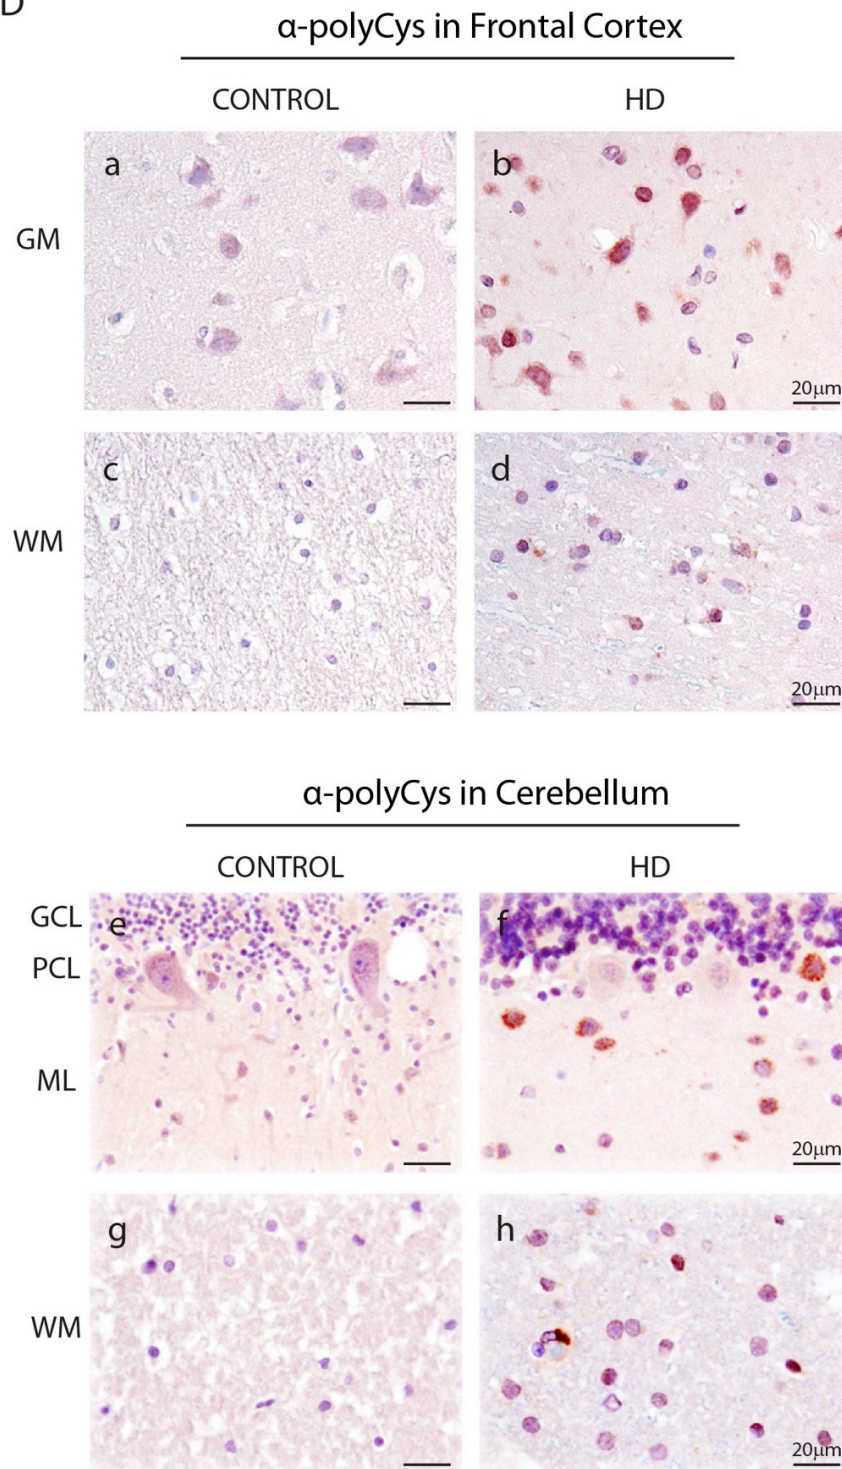 D
α-polyCys in Frontal Cortex
CONTROL HD
a b
GM
20μm
c d
WM
20μm
α-polyCys in Cerebellum
CONTROL HD
GCL e f
PCL
ML
20μm
g h
WM
20μm